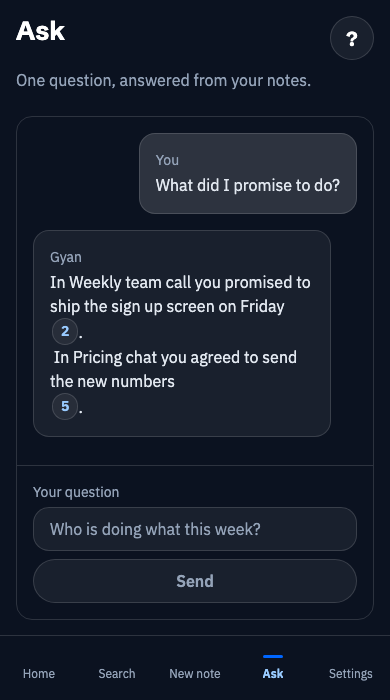 Ask
?
One question, answered from your notes.
You
What did I promise to do?
Gyan
In Weekly team call you promised to
ship the sign up screen on Friday
2.
In Pricing chat you agreed to send
the new numbers
5.
Your question
Who is doing what this week?
Send
Home Search New note Ask Settings